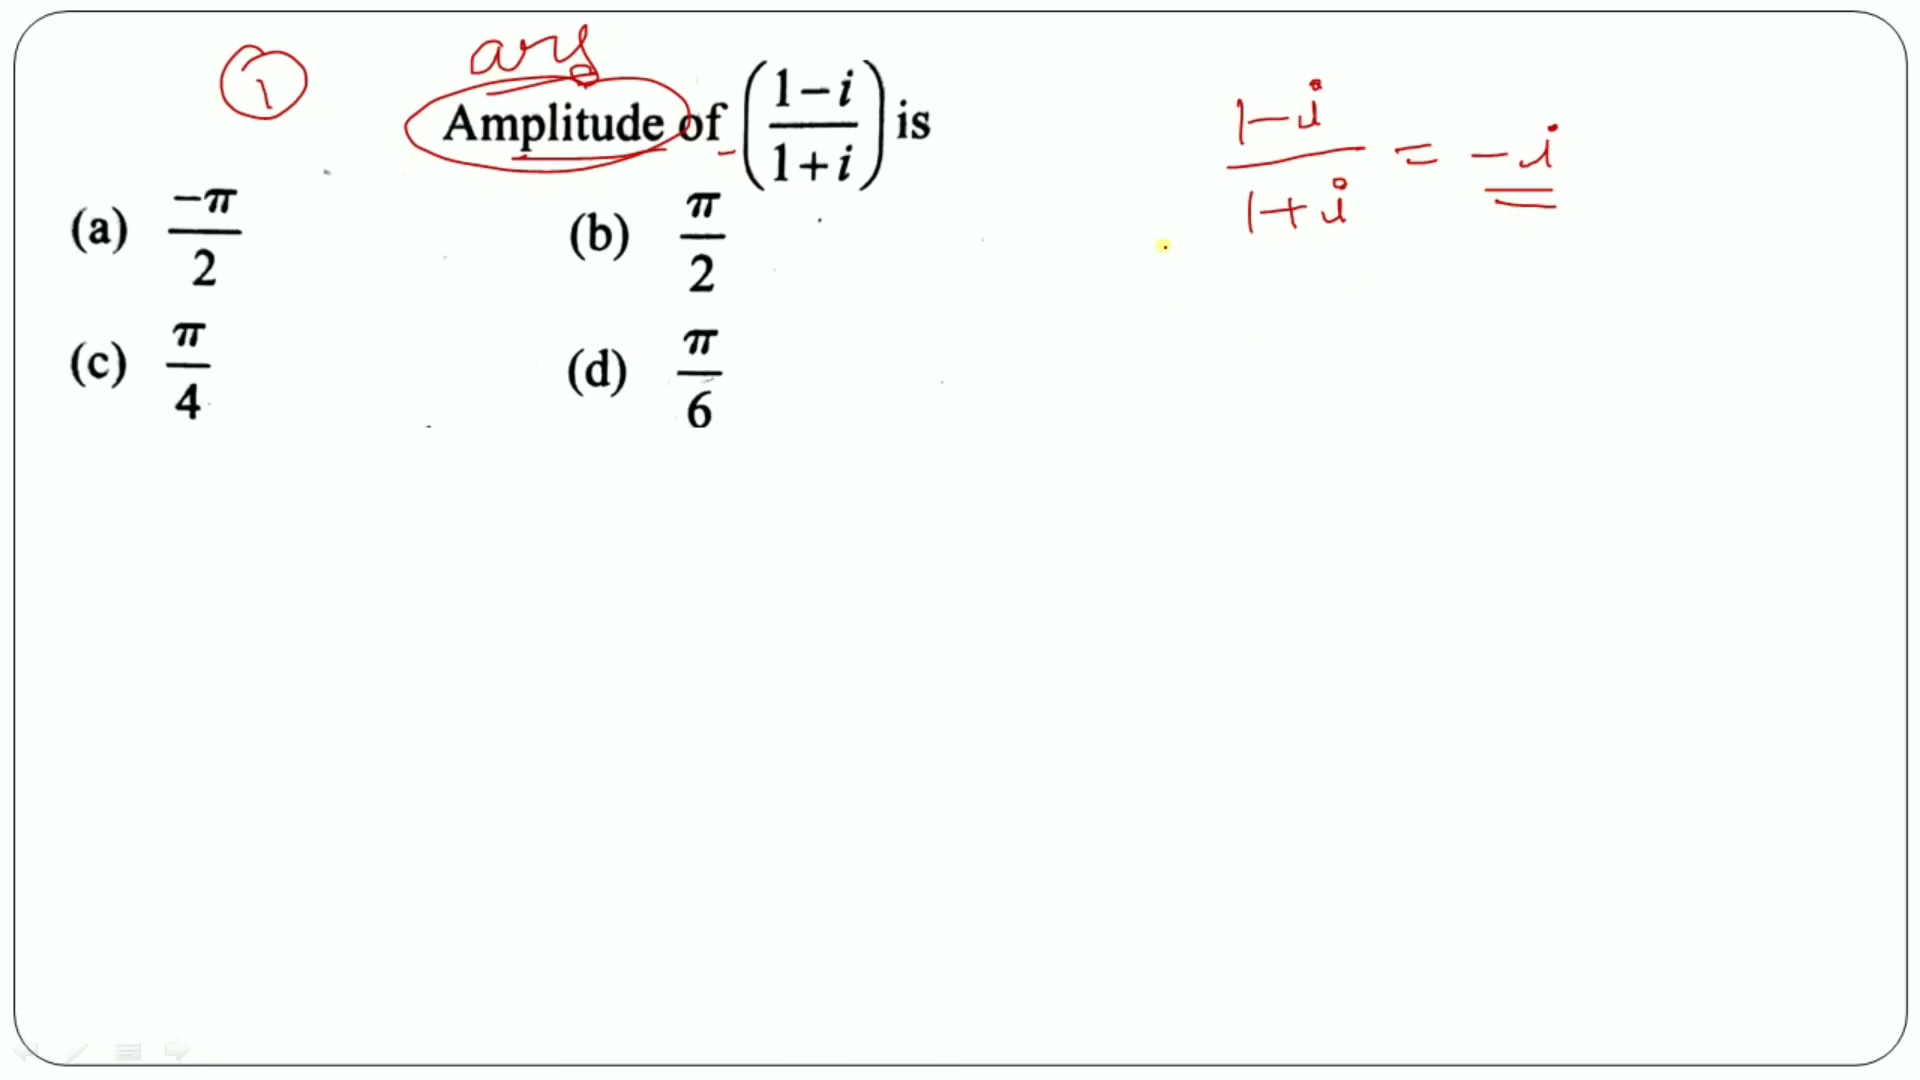 1
arg
Amplitude of (1-i/1+i) is
(a) -π/2 (b) π/2
(c) π/4 (d) π/6
1-i/1+i = -i